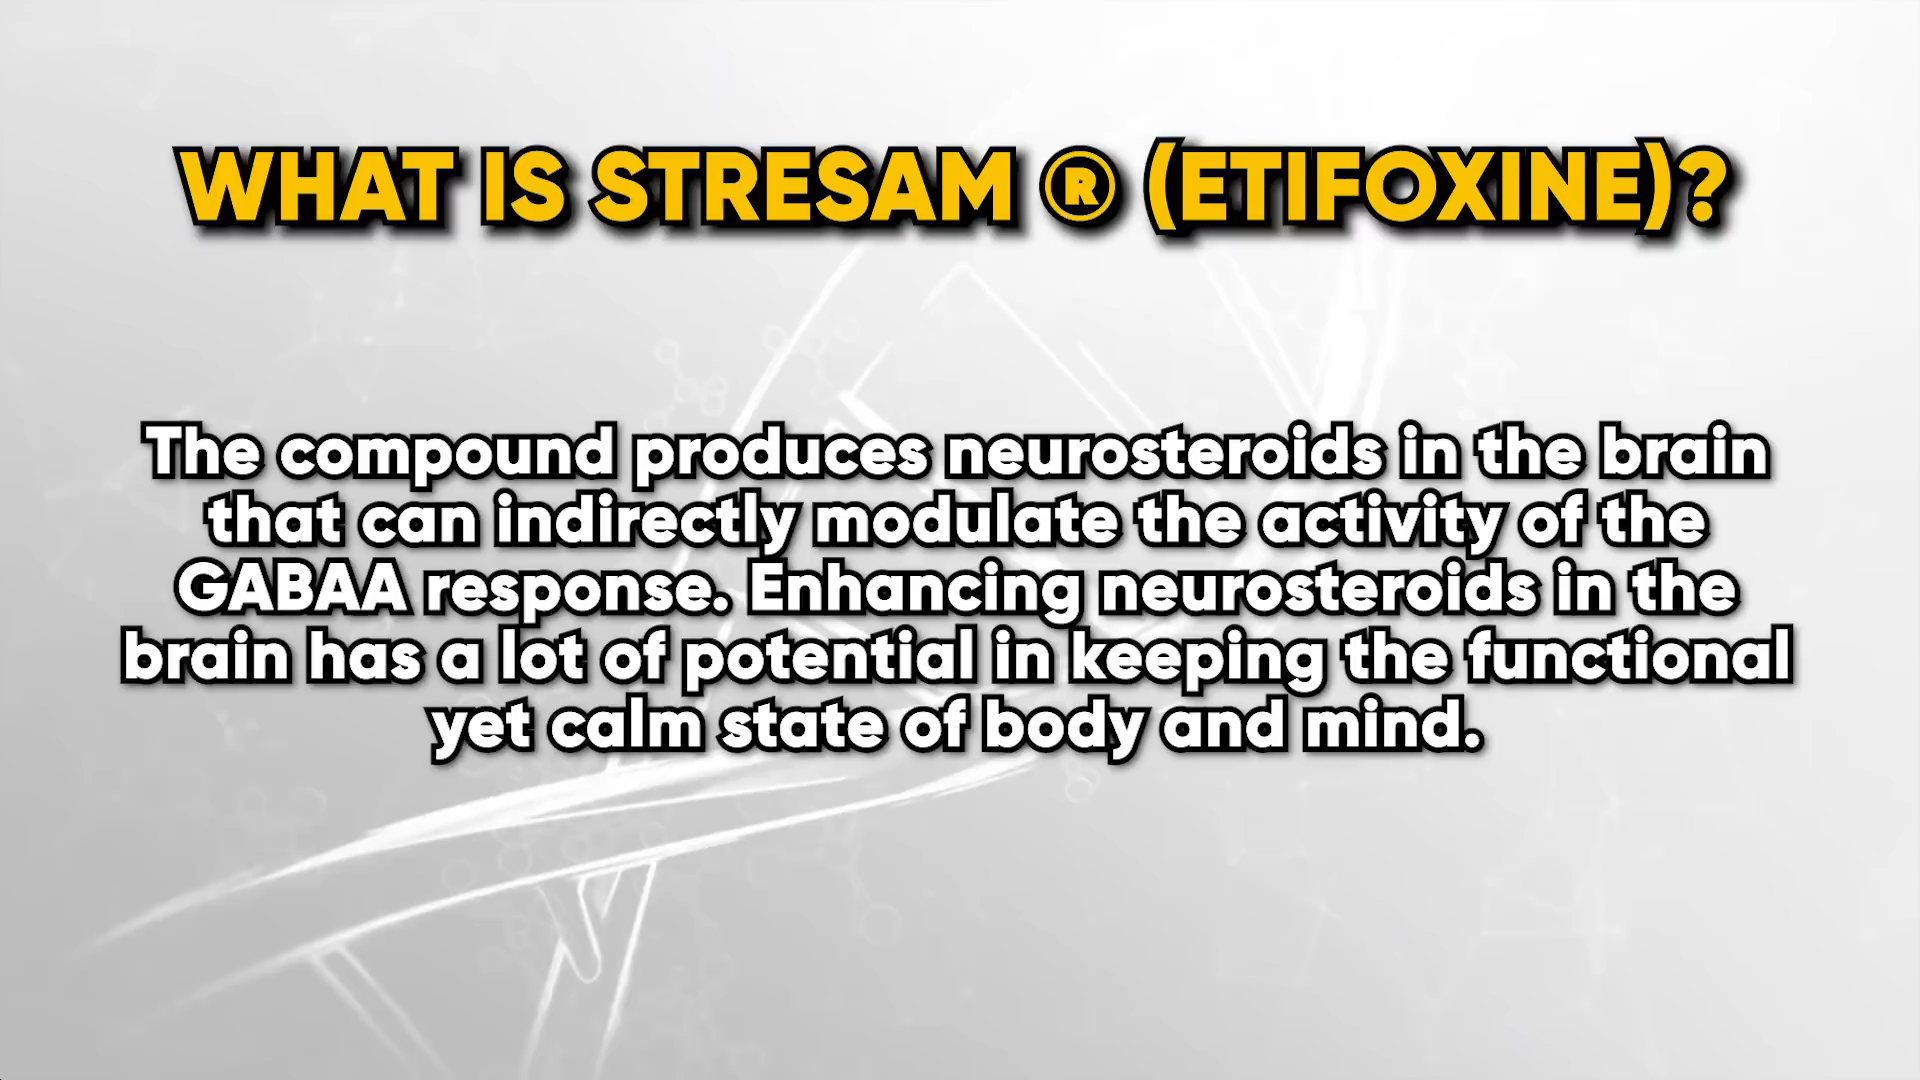 WHAT IS STRESAM ® (ETIFOXINE)?
The compound produces neurosteroids in the brain
that can indirectly modulate the activity of the
GABAA response. Enhancing neurosteroids in the
brain has a lot of potential in keeping the functional
yet calm state of body and mind.